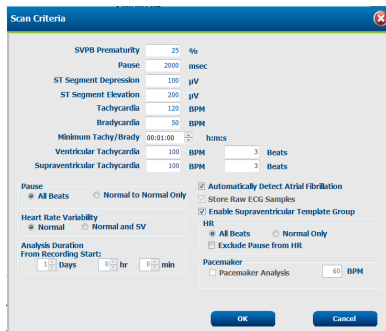 Scan Criteria
SVPB Prematurity 25 %
Pause 2000 msec
ST Segment Depression 100 µV
ST Segment Elevation 200 µV
Tachycardia 120 BPM
Bradycardia 50 BPM
Minimum Tachy/Brady 00:01:00 h:m:s
Ventricular Tachycardia 100 BPM 3 Beats
Supraventricular Tachycardia 100 BPM 3 Beats
Pause
All Beats Normal to Normal Only
Heart Rate Variability
Normal Normal and SV
Analysis Duration
From Recording Start:
1 Days 0 hr 0 min
Automatically Detect Atrial Fibrillation
Store Raw ECG Samples
Enable Supraventricular Template Group
HR
All Beats Normal Only
Exclude Pause from HR
Pacemaker
Pacemaker Analysis 60 BPM
OK Cancel